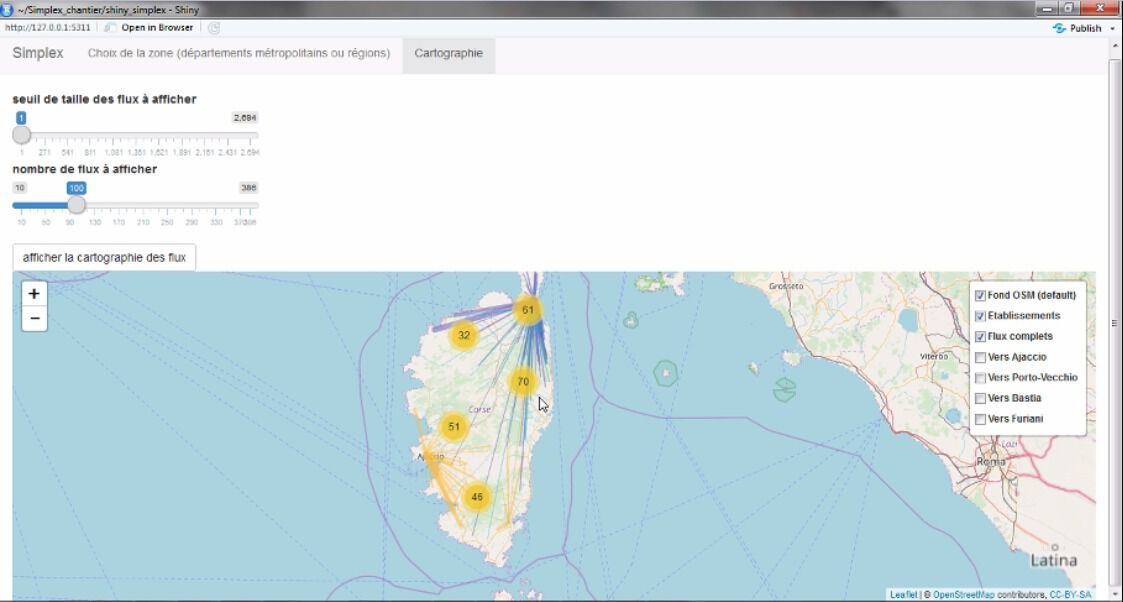 ~/Simplex_chantier/shiny_simplex - Shiny
http://127.0.0.1:5311 Open in Browser
Publish
Simplex Choix de la zone (départements métropolitains ou régions) Cartographie
seuil de taille des flux à afficher
1 2,694
1 271 541 811 1,081 1,351 1,621 1,891 2,161 2,431 2,694
nombre de flux à afficher
10 100 386
10 50 90 130 170 210 250 290 330 370 386
afficher la cartographie des flux
+
−
Grosseto
Fond OSM (default)
Etablissements
Flux complets
Vers Ajaccio
Vers Porto-Vecchio
Vers Bastia
Vers Furiani
61
32
Viterbo
70
Corse
51
Roma
46
Latina
Leaflet | © OpenStreetMap contributors, CC-BY-SA